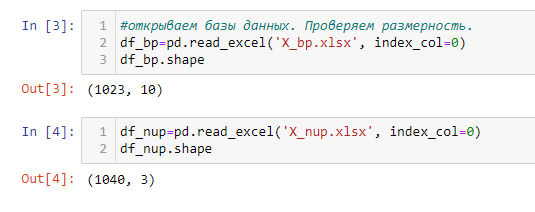 In [3]:
1 #открываем базы данных. Проверяем размерность.
2 df_bp=pd.read_excel('X_bp.xlsx', index_col=0)
3 df_bp.shape
Out[3]: (1023, 10)
In [4]:
1 df_nup=pd.read_excel('X_nup.xlsx', index_col=0)
2 df_nup.shape
Out[4]: (1040, 3)